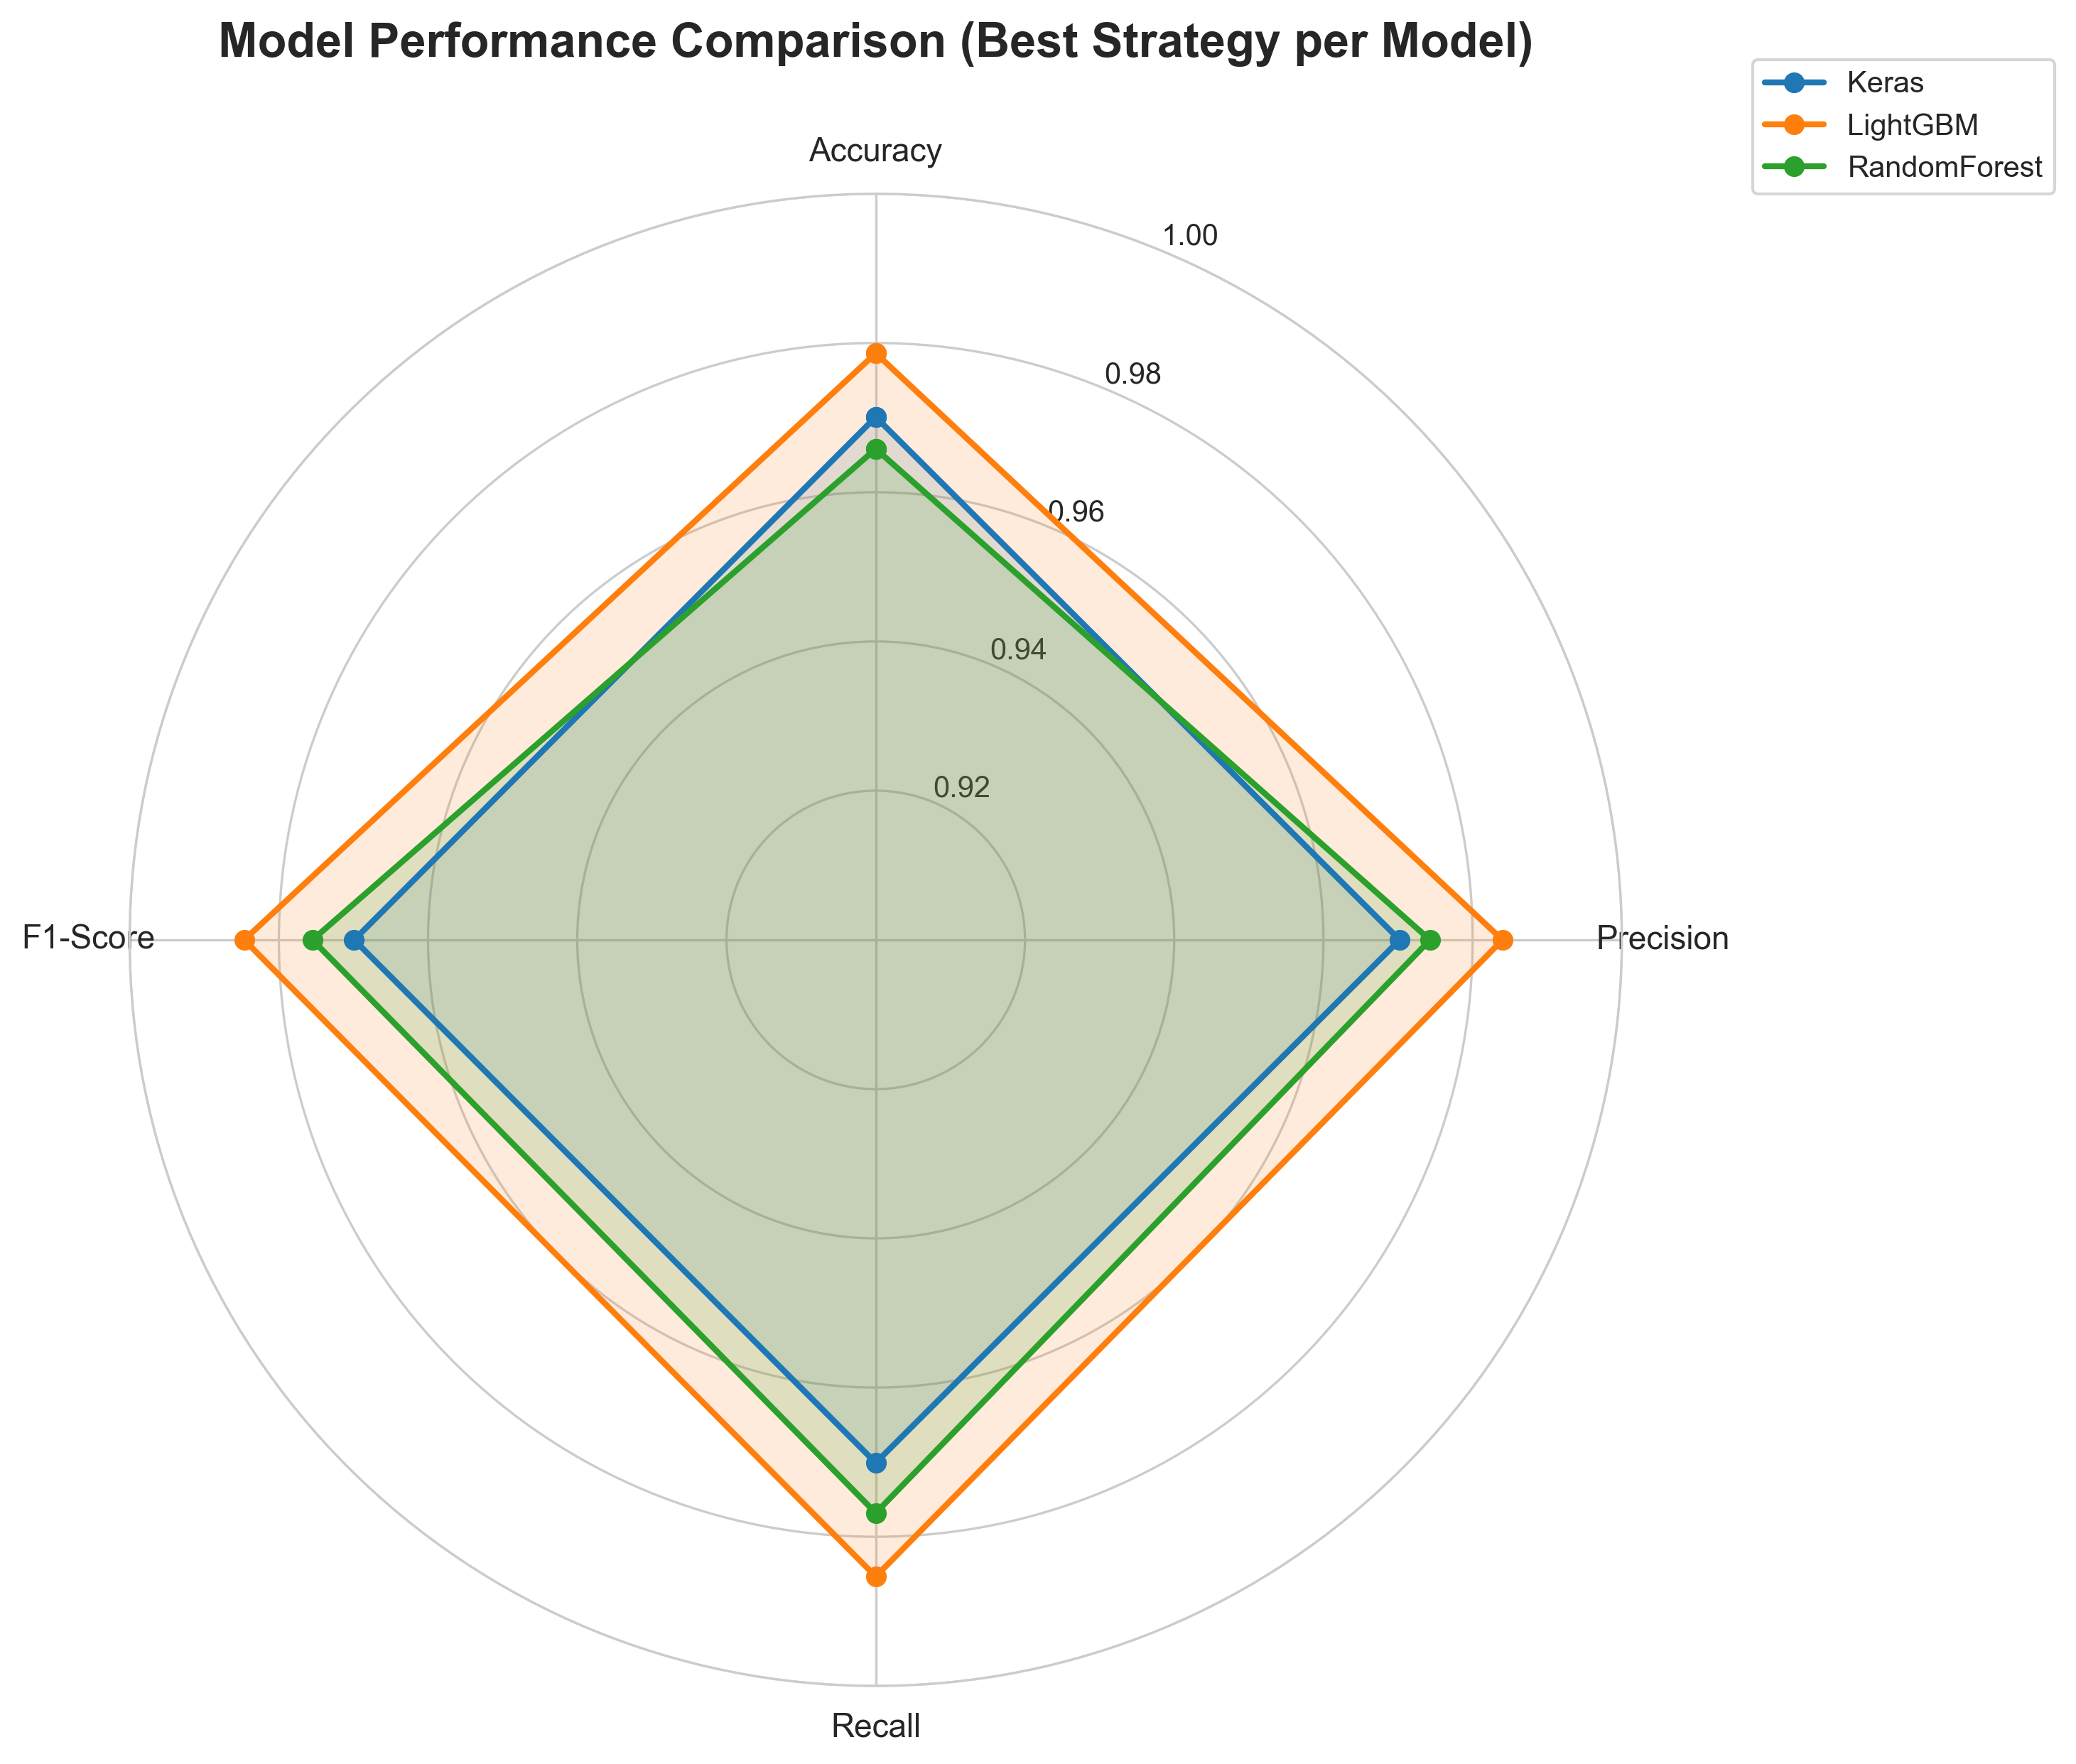 Model Performance Comparison (Best Strategy per Model)
Keras
LightGBM
RandomForest
Accuracy
1.00
0.98
0.96
0.94
0.92
F1-Score
Precision
Recall